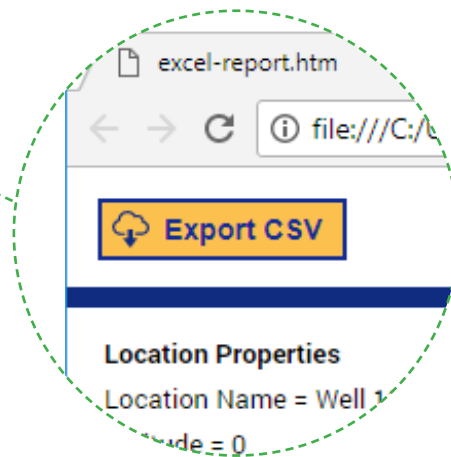 excel-report.htm
file:///C:/U
Export CSV
Location Properties
Location Name = Well 1
= 0